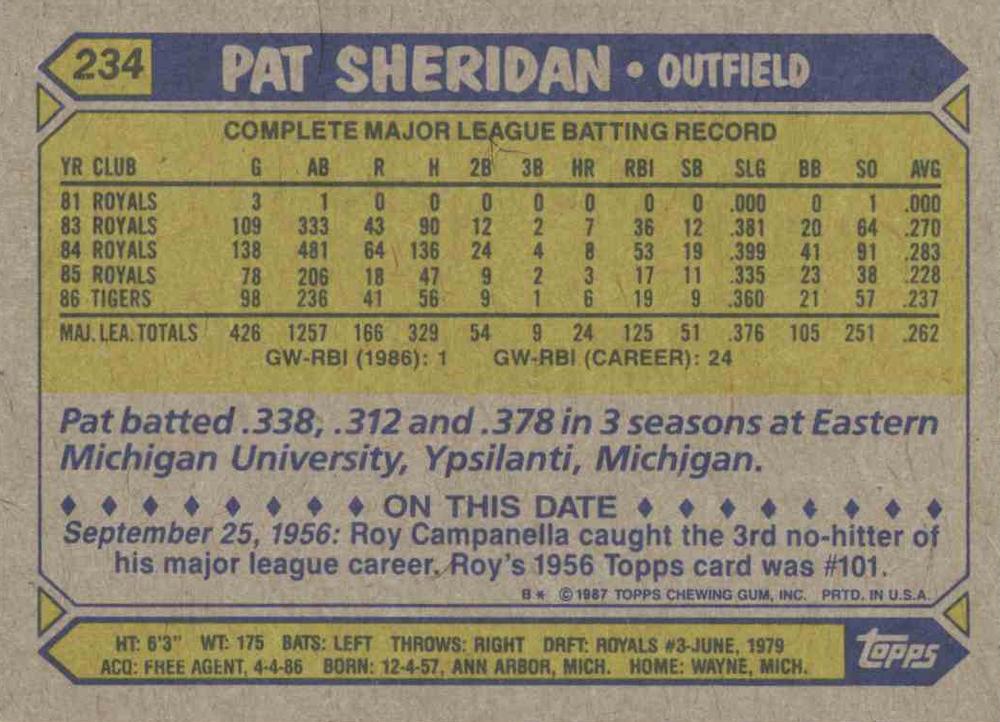 234 PAT SHERIDAN • OUTFIELD
COMPLETE MAJOR LEAGUE BATTING RECORD
YR CLUB G AB R H 2B 3B HR RBI SB SLG BB SO AVG
81 ROYALS 3 1 0 0 0 0 0 0 0 .000 0 1 .000
83 ROYALS 109 333 43 90 12 2 7 36 12 .381 20 64 .270
84 ROYALS 138 481 64 136 24 4 8 53 19 .399 41 91 .283
85 ROYALS 78 206 18 47 9 2 3 17 11 .335 23 38 .228
86 TIGERS 98 236 41 56 9 1 6 19 9 .360 21 57 .237
MAJ. LEA. TOTALS 426 1257 166 329 54 9 24 125 51 .376 105 251 .262
GW-RBI (1986): 1 GW-RBI (CAREER): 24
Pat batted .338, .312 and .378 in 3 seasons at Eastern
Michigan University, Ypsilanti, Michigan.
♦ ♦ ♦ ♦ ♦ ♦ ♦ ♦ ON THIS DATE ♦ ♦ ♦ ♦ ♦ ♦ ♦ ♦
September 25, 1956: Roy Campanella caught the 3rd no-hitter of
his major league career. Roy's 1956 Topps card was #101.
B * © 1987 TOPPS CHEWING GUM, INC. PRTD. IN U.S.A.
HT: 6'3" WT: 175 BATS: LEFT THROWS: RIGHT DRFT: ROYALS #3-JUNE, 1979
ACQ: FREE AGENT, 4-4-86 BORN: 12-4-57, ANN ARBOR, MICH. HOME: WAYNE, MICH.
TOPPS